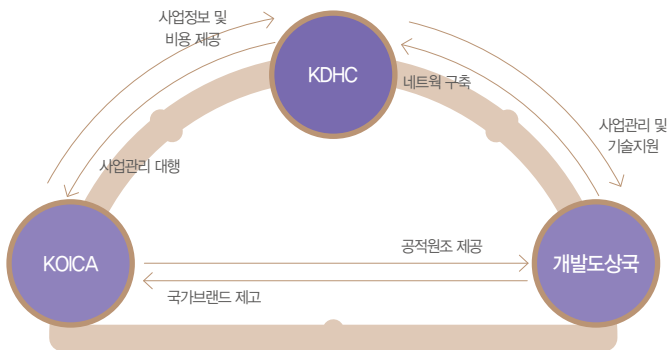 사업정보 및
비용 제공
KDHC
네트웍 구축
사업관리 및
기술지원
사업관리 대행
KOICA
공적원조 제공
개발도상국
국가브랜드 제고